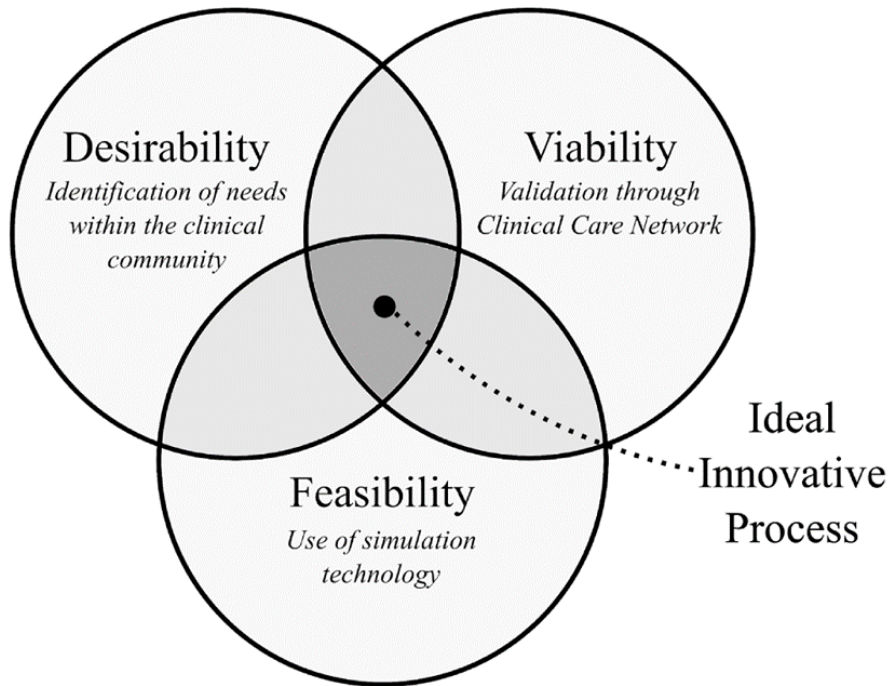 Desirability
Identification of needs
within the clinical
community
Viability
Validation through
Clinical Care Network
Feasibility
Use of simulation
technology
Ideal
Innovative
Process